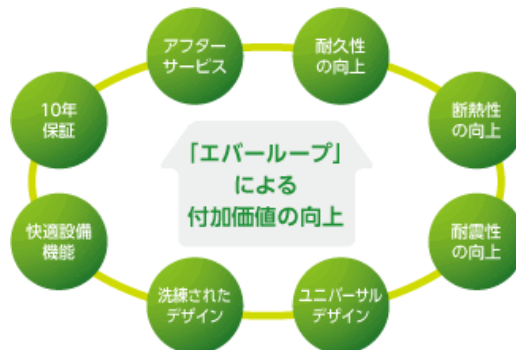 アフター
サービス
耐久性
の向上
10年
保証
断熱性
の向上
「エバーループ」
による
付加価値の向上
快適設備
機能
耐震性
の向上
洗練された
デザイン
ユニバーサル
デザイン